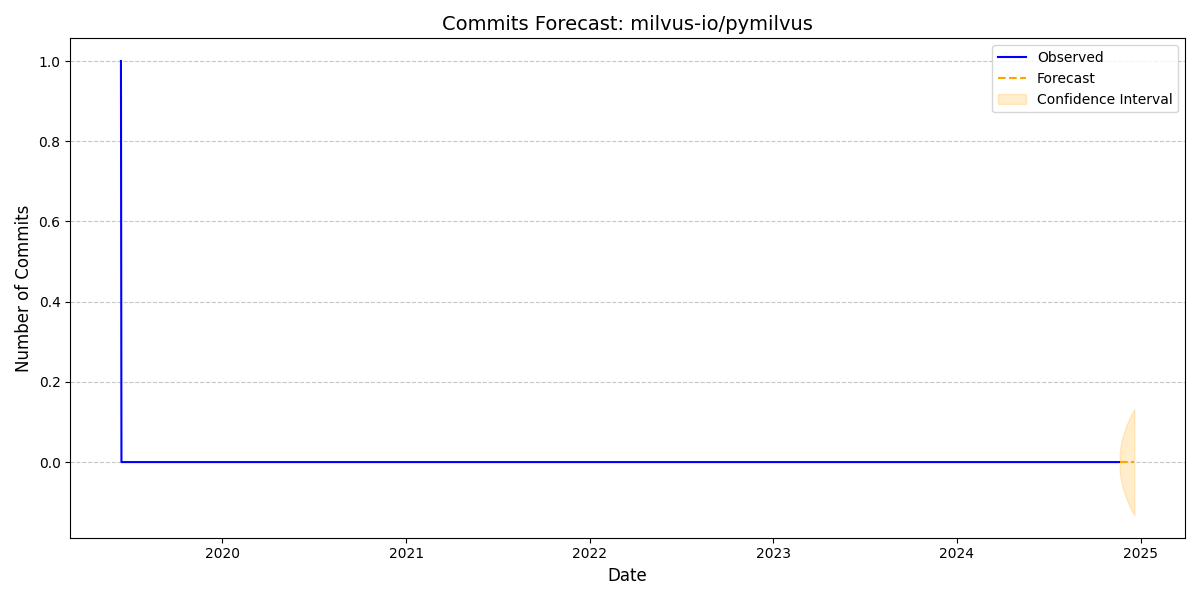 Commits Forecast: milvus-io/pymilvus
Observed
Forecast
Confidence Interval
Number of Commits
1.0
0.8
0.6
0.4
0.2
0.0
2020
2021
2022
2023
2024
2025
Date